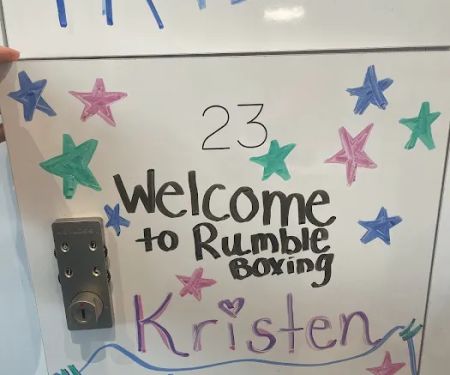 23
Welcome
to Rumble
Boxing
Kristen